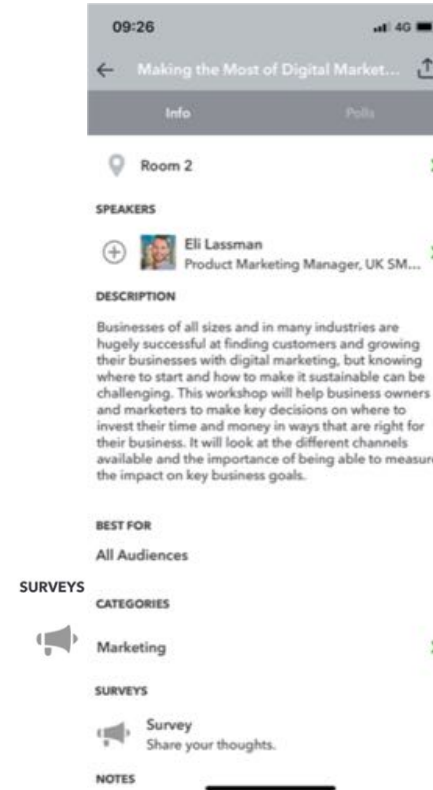 09:26
4G
Making the Most of Digital Market...
Info
Polls
Room 2
SPEAKERS
Eli Lassman
Product Marketing Manager, UK SM...
DESCRIPTION
Businesses of all sizes and in many industries are
hugely successful at finding customers and growing
their businesses with digital marketing, but knowing
where to start and how to make it sustainable can be
challenging. This workshop will help business owners
and marketers to make key decisions on where to
invest their time and money in ways that are right for
their business. It will look at the different channels
available and the importance of being able to measure
the impact on key business goals.
BEST FOR
All Audiences
SURVEYS
CATEGORIES
Marketing
SURVEYS
Survey
Share your thoughts.
NOTES